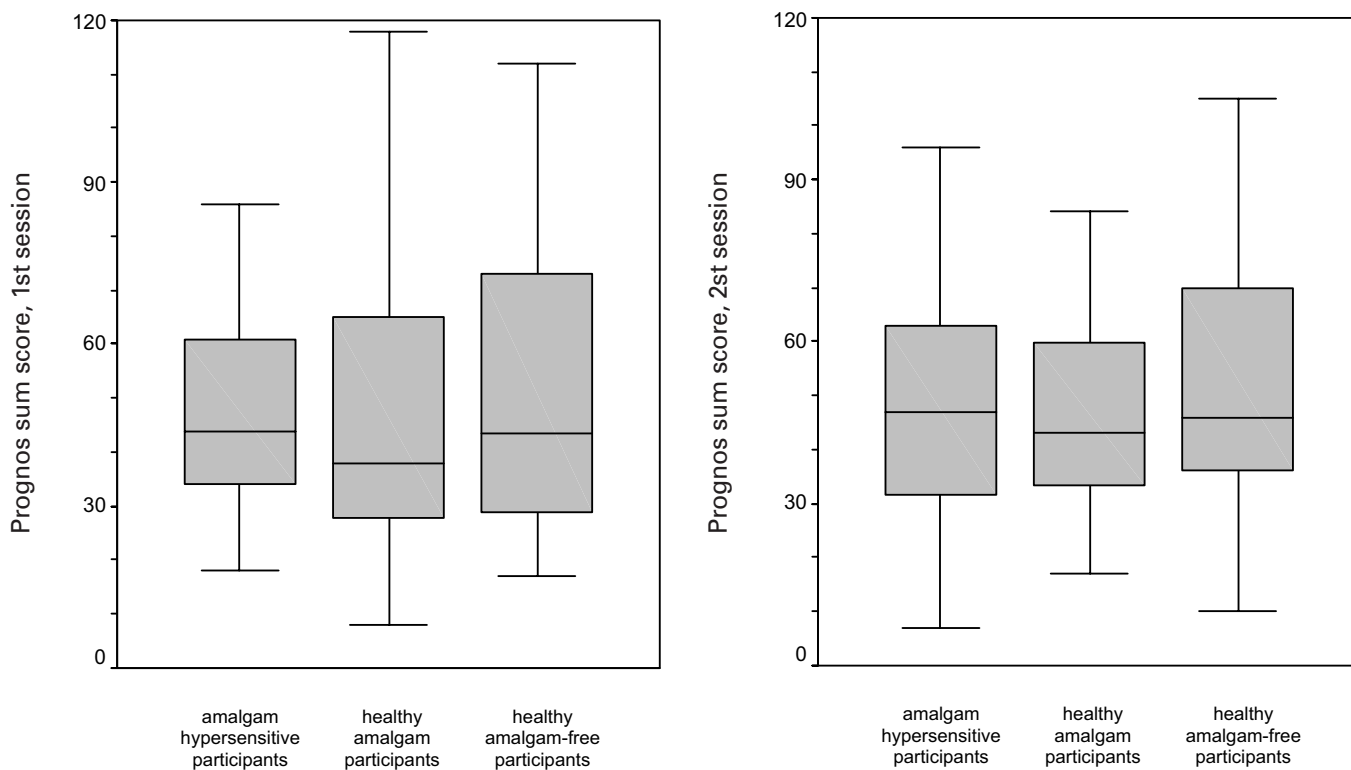 120
90
60
30
0
Prognos sum score, 1st session
amalgam
hypersensitive
participants
healthy
amalgam
participants
healthy
amalgam-free
participants
120
90
60
30
0
Prognos sum score, 2st session
amalgam
hypersensitive
participants
healthy
amalgam
participants
healthy
amalgam-free
participants